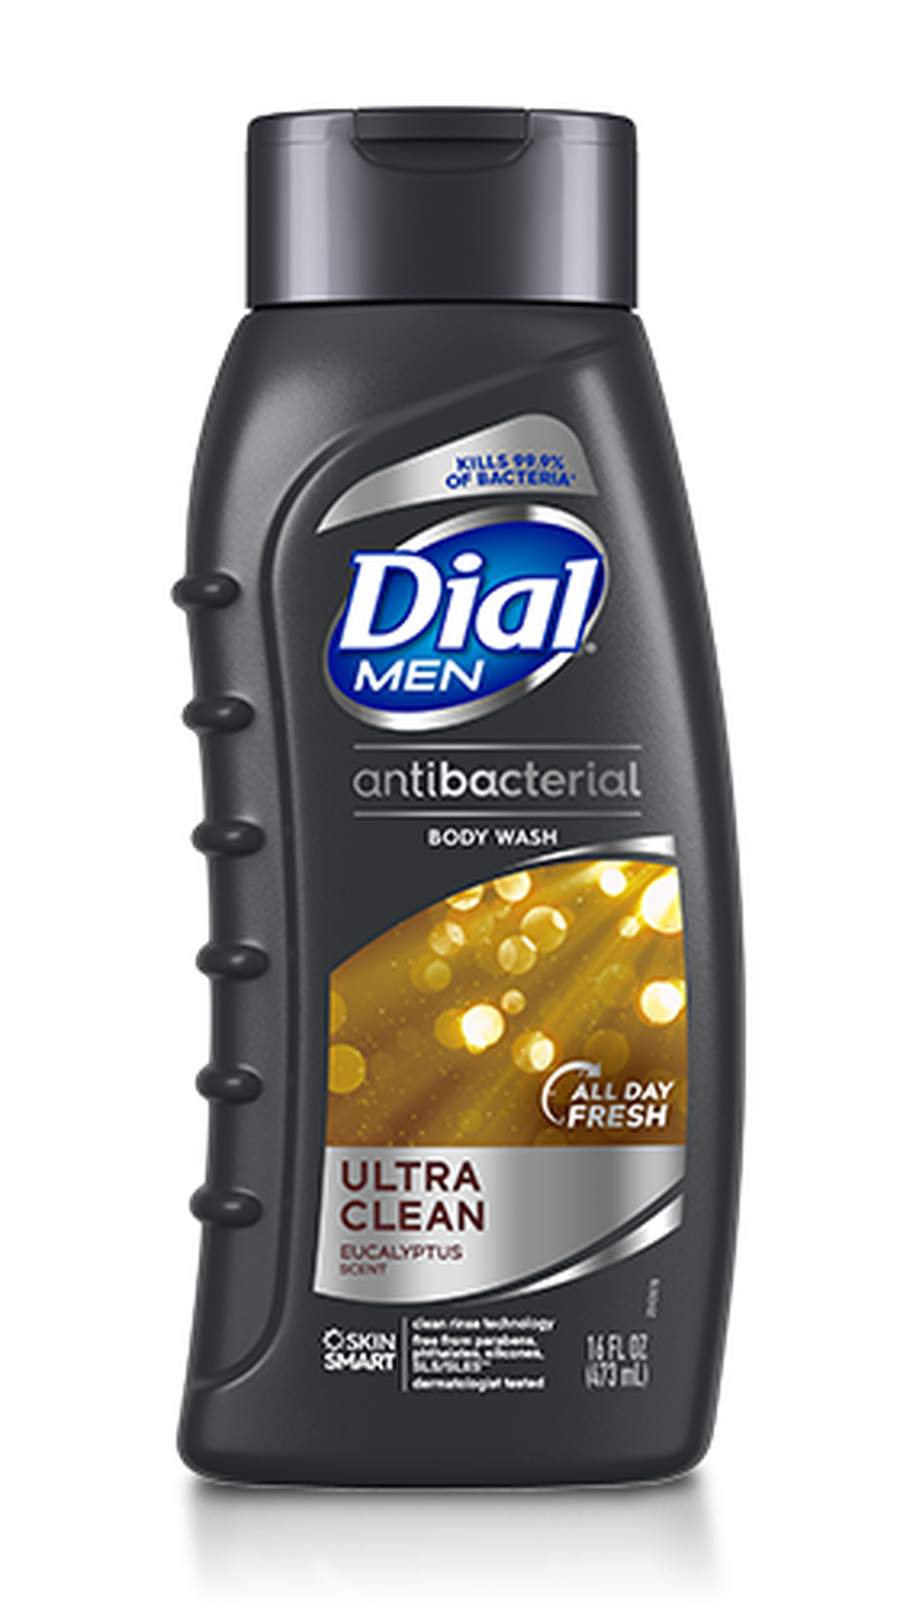 KILLS 99.9%
OF BACTERIA*
Dial
MEN
antibacterial
BODY WASH
ALL DAY
FRESH
ULTRA
CLEAN
EUCALYPTUS
SCENT
SKIN
SMART
clean rinse technology
free from parabens,
phthalates, silicones,
SLS/SLES**
dermatologist tested
16 FL OZ
(473 mL)